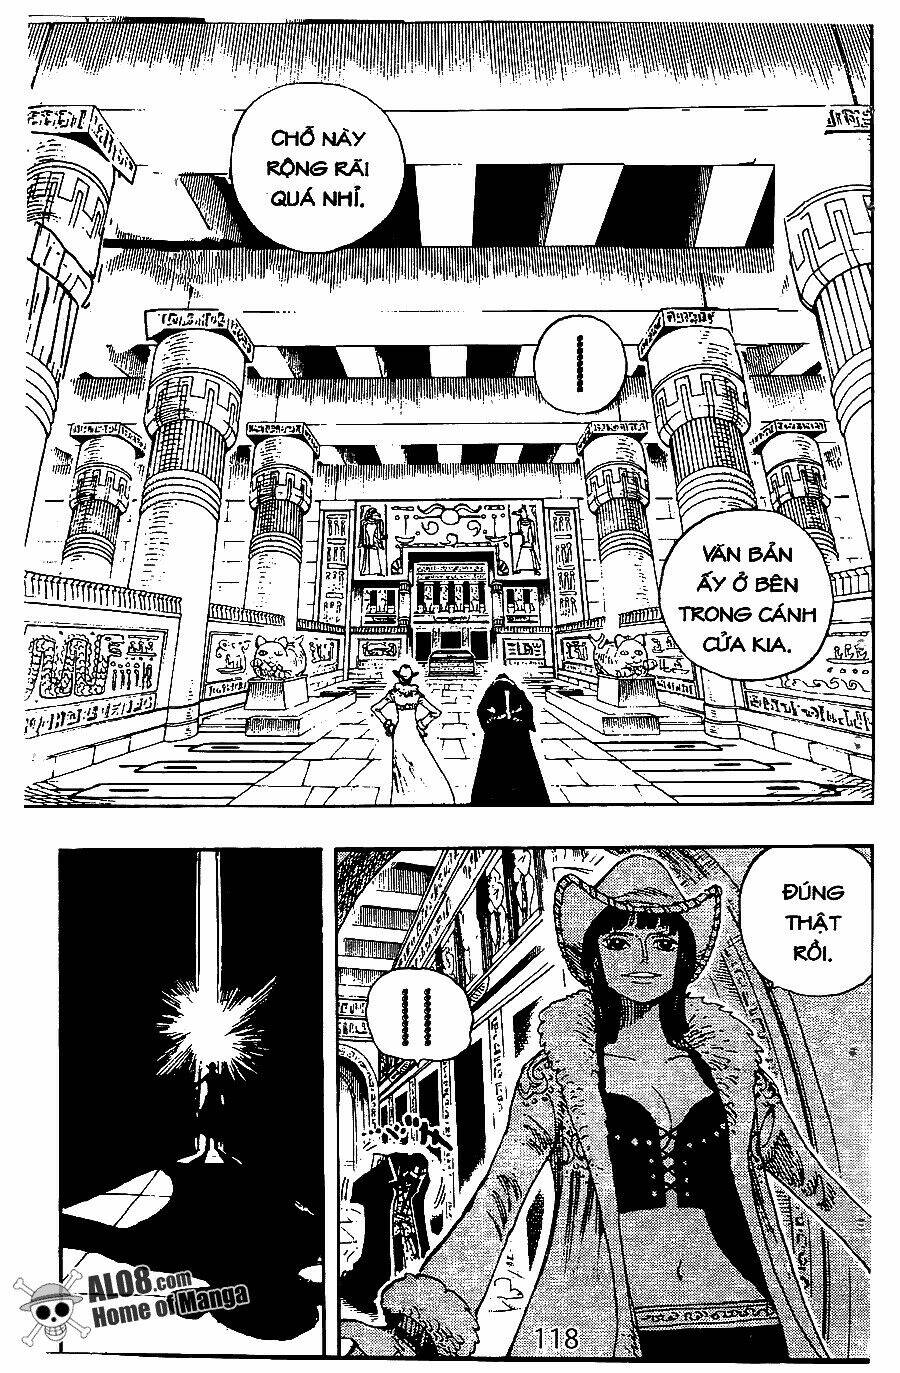 CHỖ NÀY
RỘNG RÃI
QUÁ NHỈ.
VĂN BẢN
ẤY Ở BÊN
TRONG CÁNH
CỬA KIA.
ĐÚNG
THẬT
RỒI.
118
ALO8.com
Home of Manga